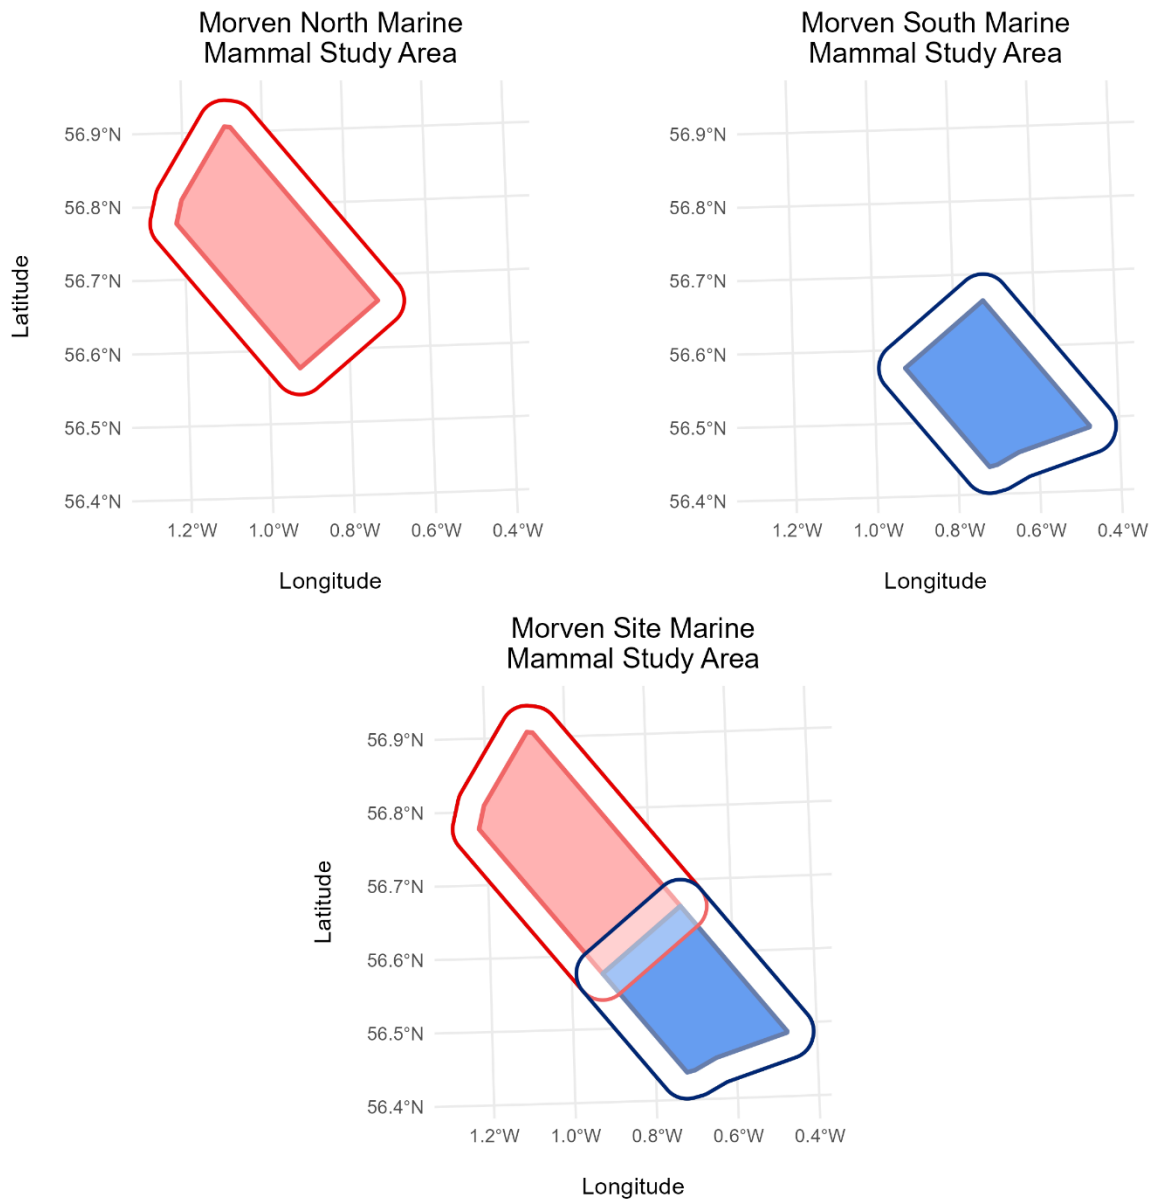 Morven North Marine
Mammal Study Area
56.9°N
56.8°N
56.7°N
56.6°N
56.5°N
56.4°N
Latitude
1.2°W 1.0°W 0.8°W 0.6°W 0.4°W
Longitude
Morven South Marine
Mammal Study Area
56.9°N
56.8°N
56.7°N
56.6°N
56.5°N
56.4°N
1.2°W 1.0°W 0.8°W 0.6°W 0.4°W
Longitude
Morven Site Marine
Mammal Study Area
56.9°N
56.8°N
56.7°N
56.6°N
56.5°N
56.4°N
Latitude
1.2°W 1.0°W 0.8°W 0.6°W 0.4°W
Longitude